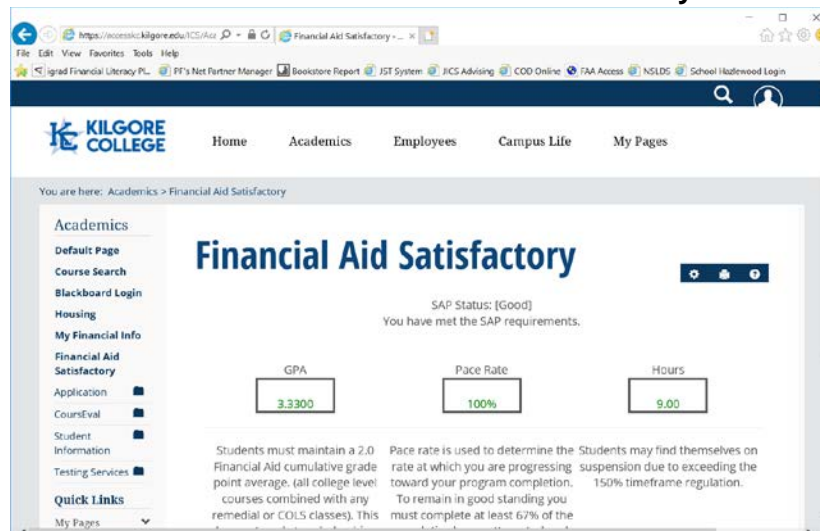 https://accesskc.kilgore.edu/ICS/Aca
Financial Aid Satisfactory - ...
File Edit View Favorites Tools Help
igrad Financial Literacy Pl... PF's Net Partner Manager Bookstore Report JST System JICS Advising COD Online FAA Access NSLDS School Hazlewood Login
KILGORE
COLLEGE
Home Academics Employees Campus Life My Pages
You are here: Academics > Financial Aid Satisfactory
Academics
Default Page
Course Search
Blackboard Login
Housing
My Financial Info
Financial Aid
Satisfactory
Application
CoursEval
Student
Information
Testing Services
Quick Links
My Pages
Financial Aid Satisfactory
SAP Status: [Good]
You have met the SAP requirements.
GPA
3.3300
Students must maintain a 2.0
Financial Aid cumulative grade
point average. (all college level
courses combined with any
remedial or COLS classes). This
Pace Rate
100%
Pace rate is used to determine the
rate at which you are progressing
toward your program completion.
To remain in good standing you
must complete at least 67% of the
Hours
9.00
Students may find themselves on
suspension due to exceeding the
150% timeframe regulation.